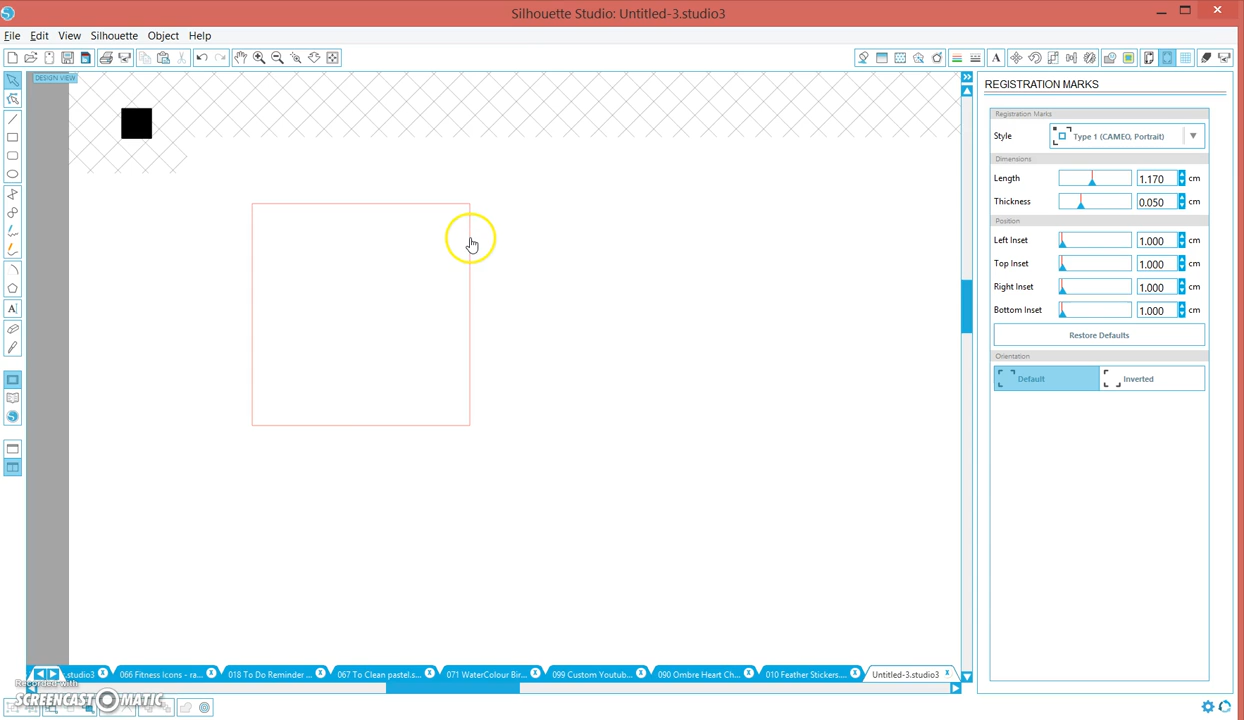 Silhouette Studio: Untitled-3.studio3
File Edit View Silhouette Object Help
DESIGN VIEW
REGISTRATION MARKS
Registration Marks
Style Type 1 (CAMEO, Portrait)
Dimensions
Length 1.170 cm
Thickness 0.050 cm
Position
Left Inset 1.000 cm
Top Inset 1.000 cm
Right Inset 1.000 cm
Bottom Inset 1.000 cm
Restore Defaults
Orientation
Default Inverted
.studio3 066 Fitness Icons - ra... 018 To Do Reminder ... 067 To Clean pastel.s... 071 WaterColour Bir... 099 Custom Youtub... 090 Ombre Heart Ch... 010 Feather Stickers.... Untitled-3.studio3
Recorded with
SCREENCAST MATIC